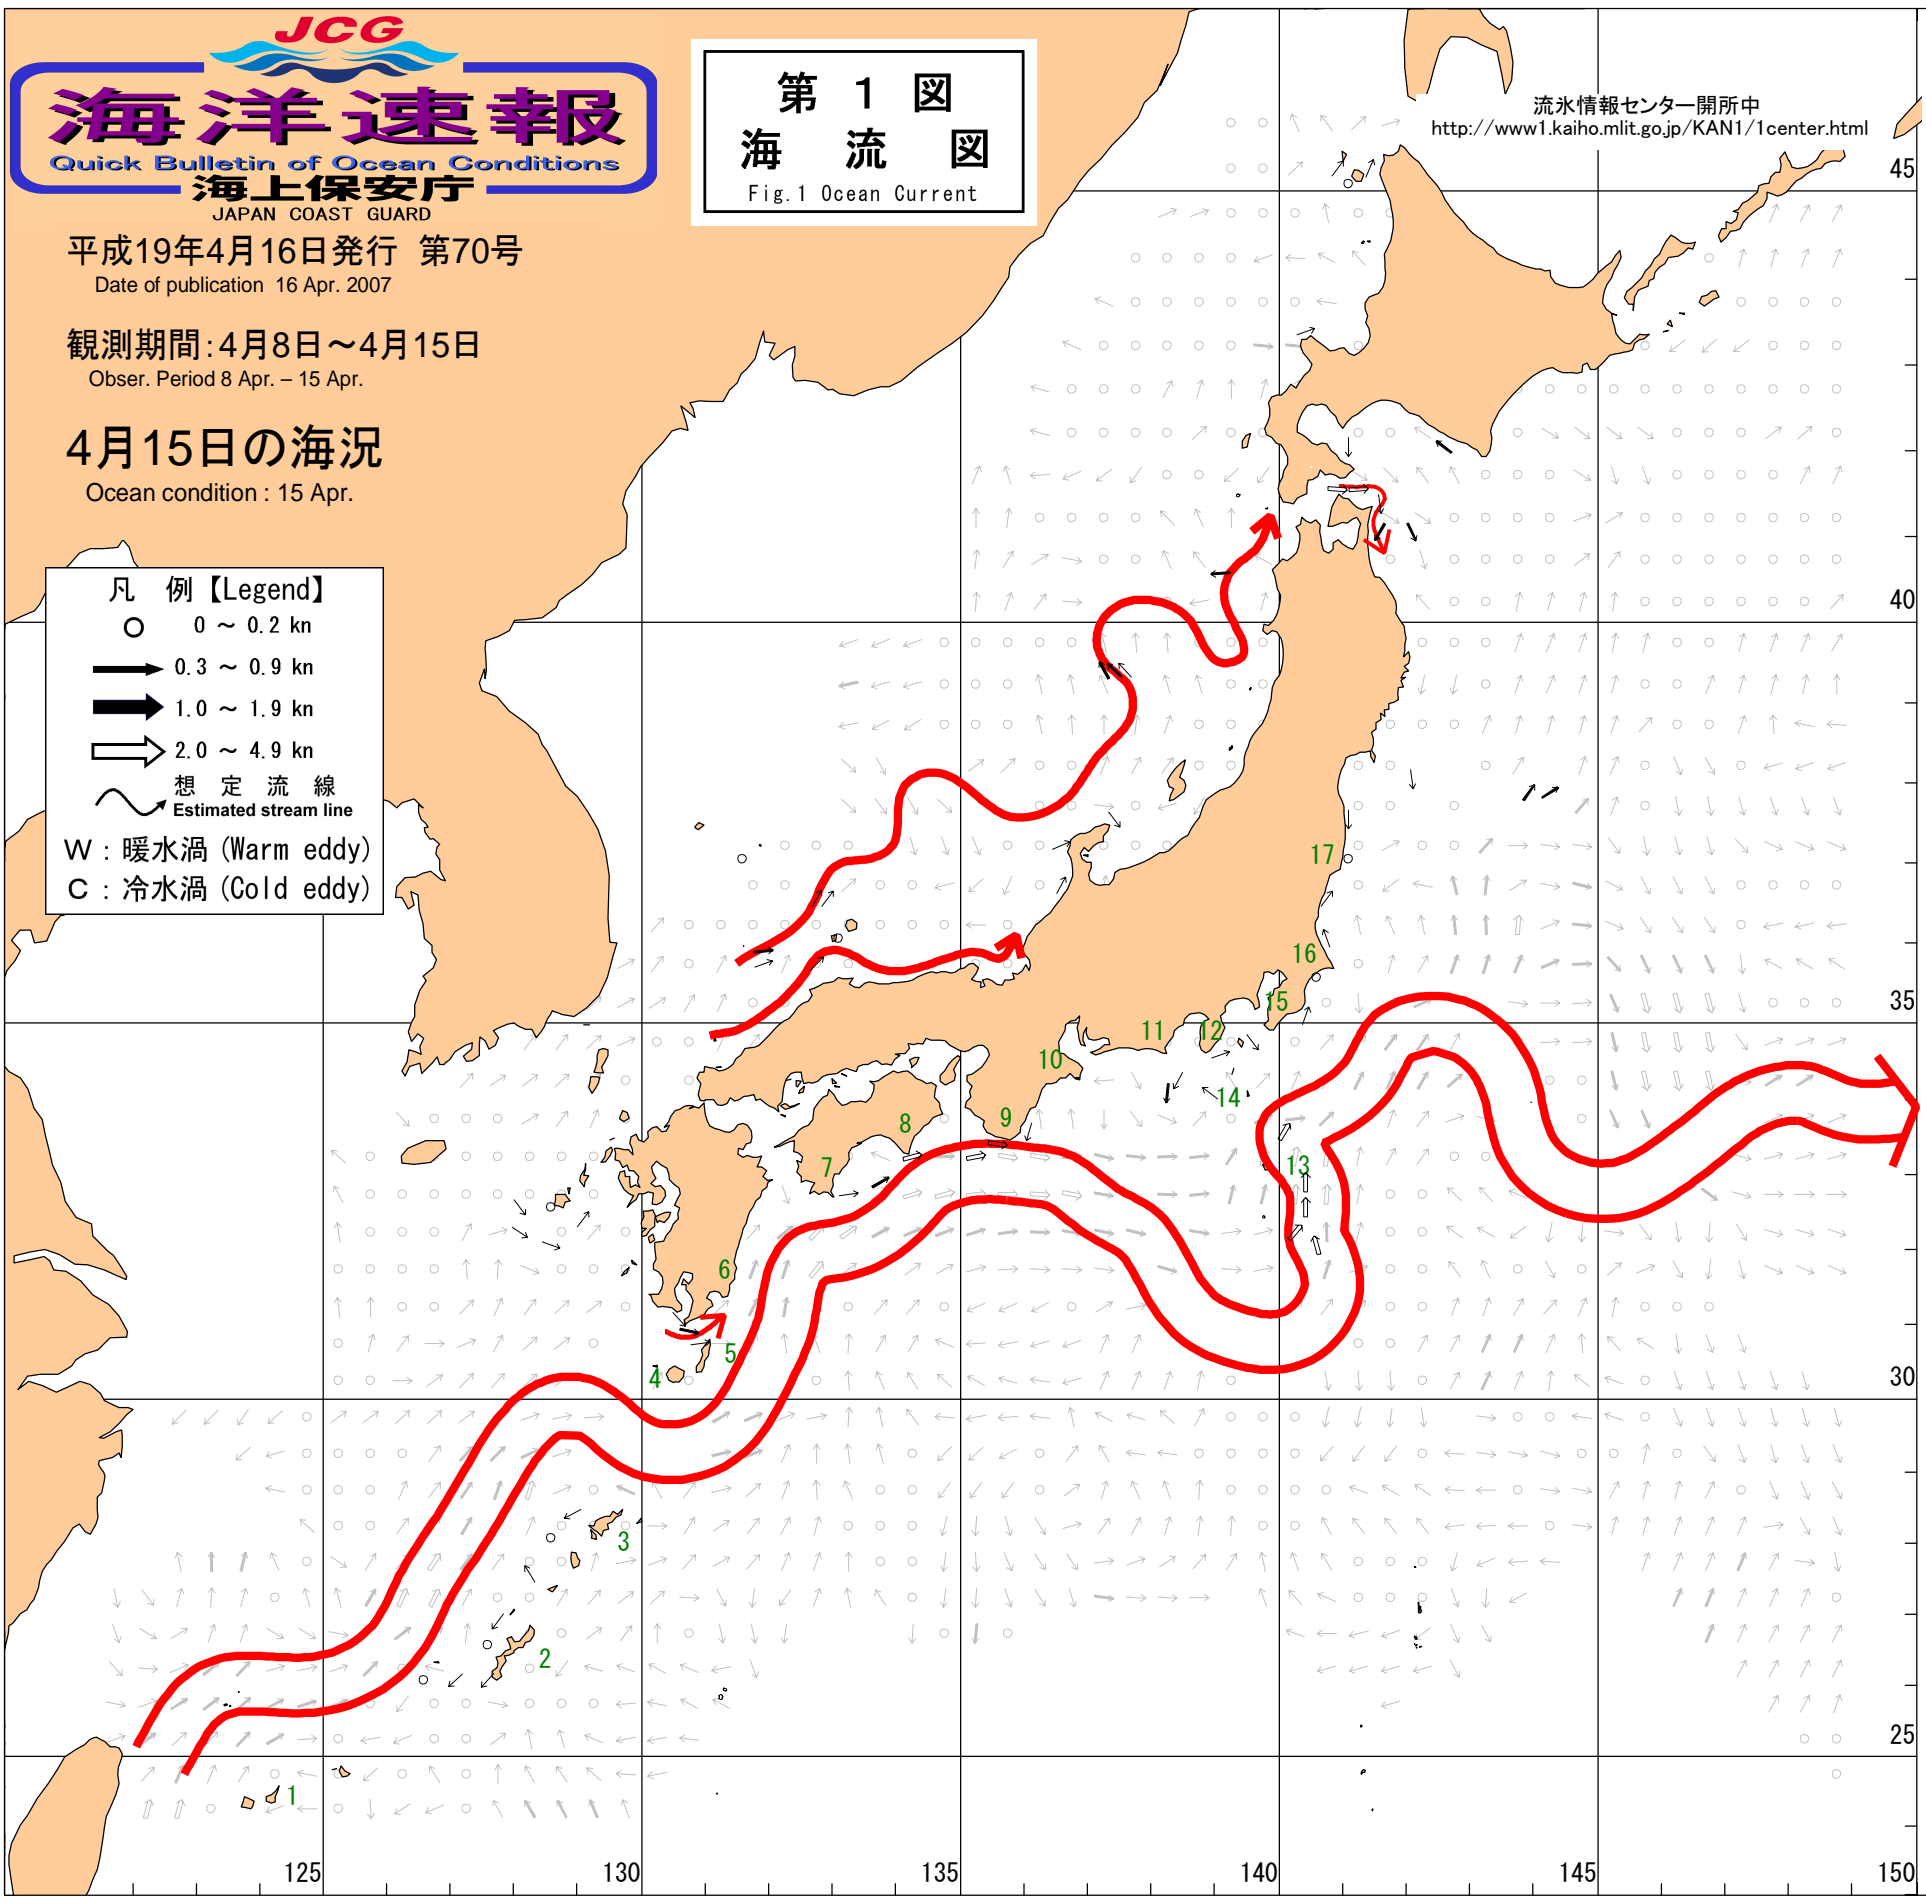 JCG
海洋速報
Quick Bulletin of Ocean Conditions
海上保安庁
JAPAN COAST GUARD
平成19年4月16日発行 第70号
Date of publication 16 Apr. 2007
観測期間:4月8日～4月15日
Obser. Period 8 Apr. – 15 Apr.
4月15日の海況
Ocean condition : 15 Apr.
第 1 図
海 流 図
Fig.1 Ocean Current
流氷情報センター開所中
http://www1.kaiho.mlit.go.jp/KAN1/1center.html
凡 例【Legend】
0 ～ 0.2 kn
0.3 ～ 0.9 kn
1.0 ～ 1.9 kn
2.0 ～ 4.9 kn
想 定 流 線
Estimated stream line
W : 暖水渦 (Warm eddy)
C : 冷水渦 (Cold eddy)
45
40
35
30
25
17
16
15
12
11
10
14
9
8
7
13
6
5
4
3
2
1
125
130
135
140
145
150